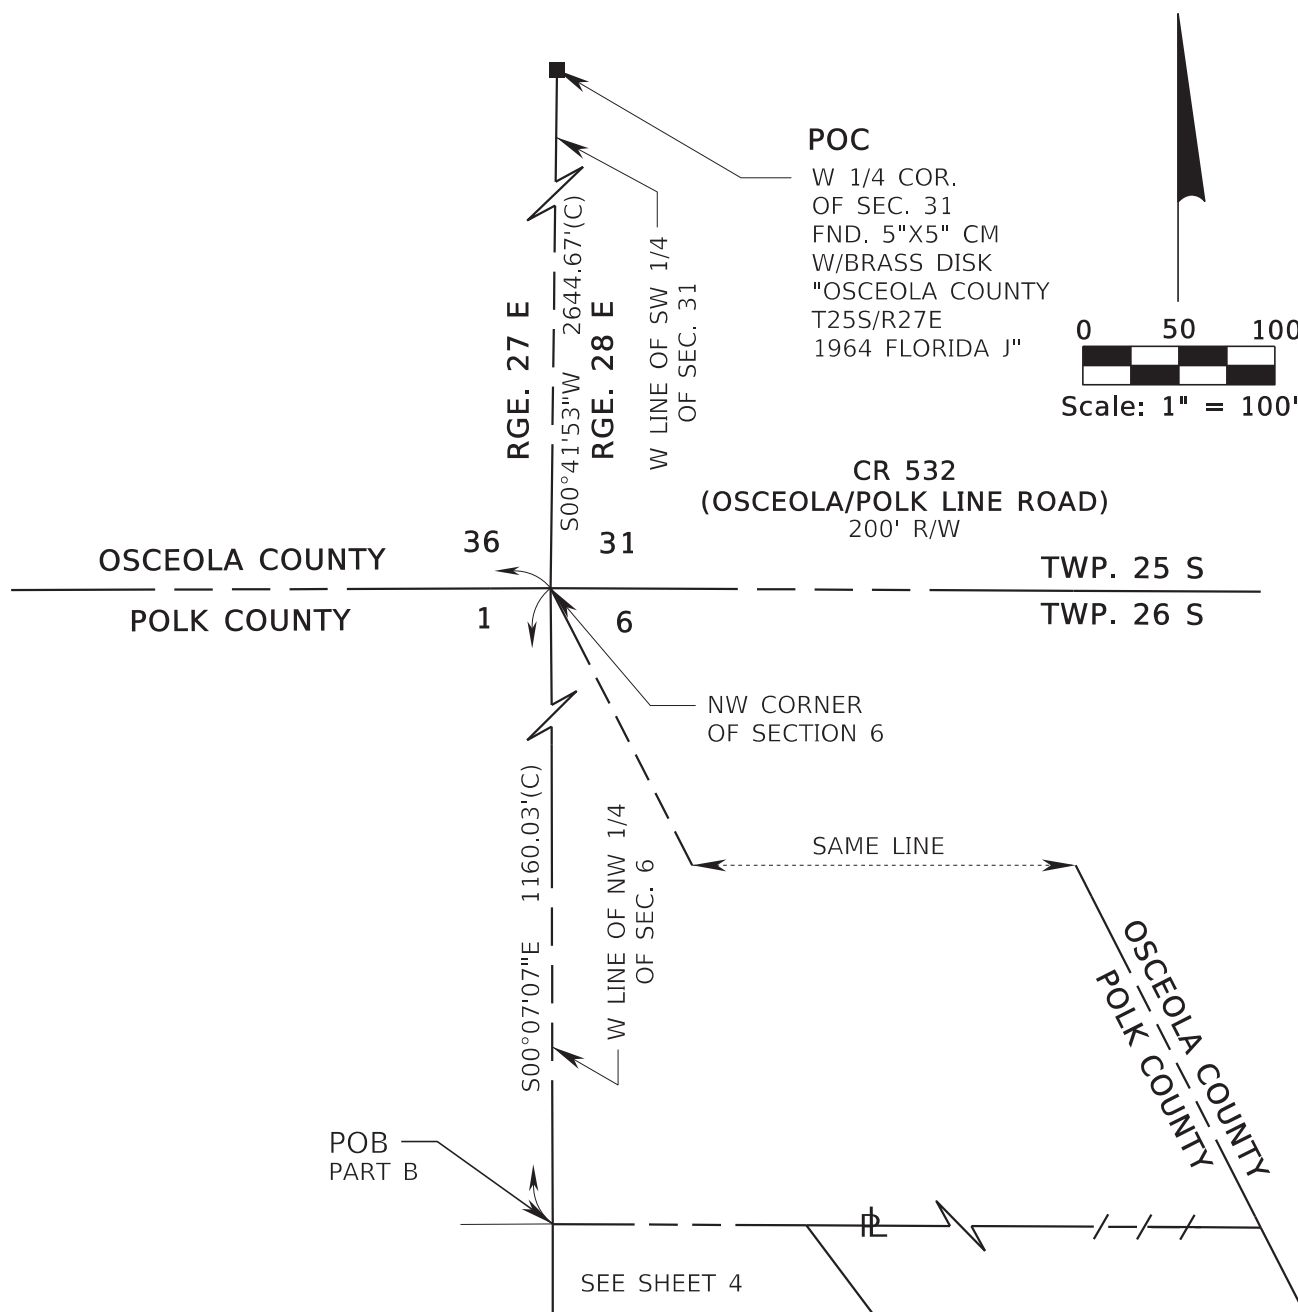 POC
W 1/4 COR.
OF SEC. 31
FND. 5"X5" CM
W/BRASS DISK
"OSCEOLA COUNTY
T25S/R27E
1964 FLORIDA J"
0 50 100
Scale: 1" = 100'
RGE. 27 E
S00°41'53"W 2644.67'(C)
RGE. 28 E
W LINE OF SW 1/4
OF SEC. 31
CR 532
(OSCEOLA/POLK LINE ROAD)
200' R/W
36 31
OSCEOLA COUNTY
TWP. 25 S
POLK COUNTY
1 6
TWP. 26 S
NW CORNER
OF SECTION 6
S00°07'07"E 1160.03'(C)
W LINE OF NW 1/4
OF SEC. 6
SAME LINE
OSCEOLA COUNTY
POLK COUNTY
POB
PART B
PL
SEE SHEET 4